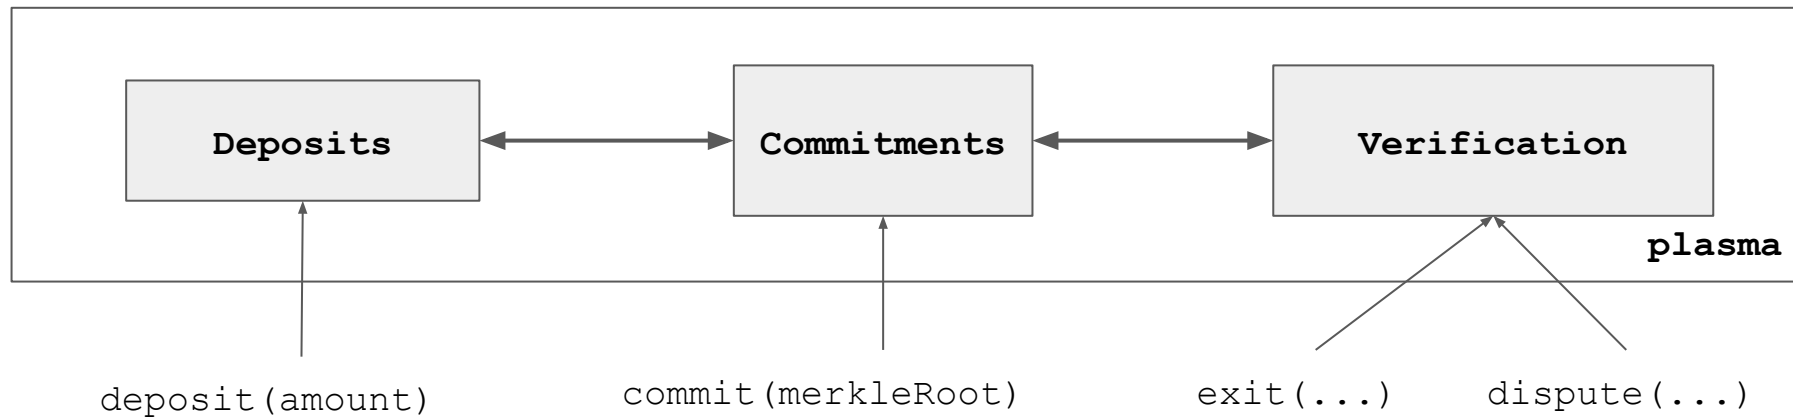 Deposits
Commitments
Verification
plasma
deposit(amount)
commit(merkleRoot)
exit(...)
dispute(...)